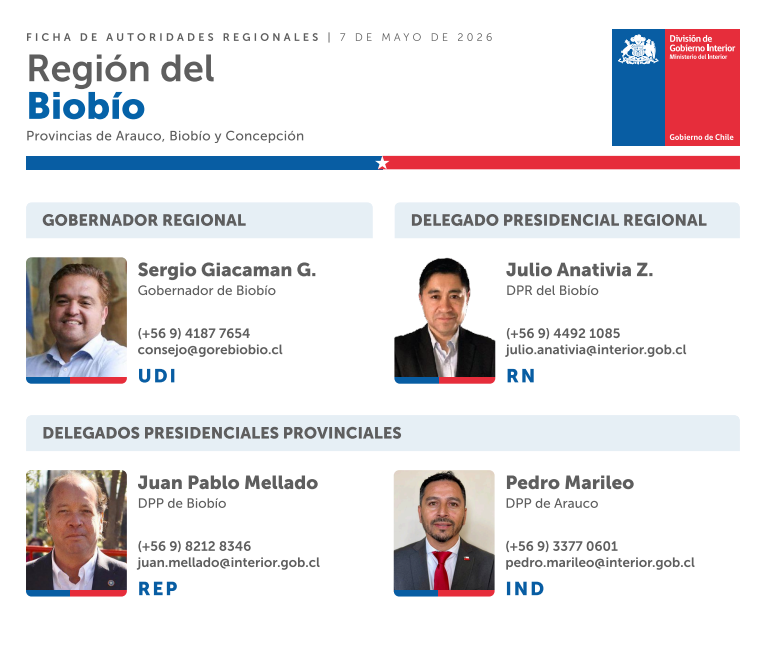 FICHA DE AUTORIDADES REGIONALES | 7 DE MAYO DE 2026
Región del
Biobío
Provincias de Arauco, Biobío y Concepción
División de
Gobierno Interior
Ministerio del Interior
Gobierno de Chile
GOBERNADOR REGIONAL
Sergio Giacaman G.
Gobernador de Biobío
(+56 9) 4187 7654
consejo@gorebiobio.cl
UDI
DELEGADO PRESIDENCIAL REGIONAL
Julio Anativia Z.
DPR del Biobío
(+56 9) 4492 1085
julio.anativia@interior.gob.cl
RN
DELEGADOS PRESIDENCIALES PROVINCIALES
Juan Pablo Mellado
DPP de Biobío
(+56 9) 8212 8346
juan.mellado@interior.gob.cl
REP
Pedro Marileo
DPP de Arauco
(+56 9) 3377 0601
pedro.marileo@interior.gob.cl
IND